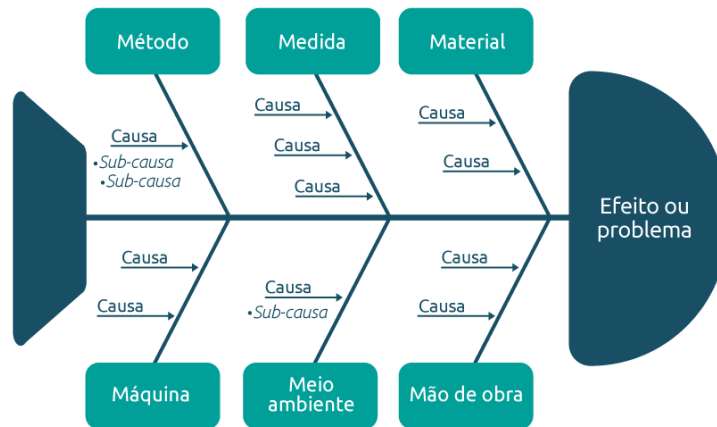 Método
Medida
Material
Causa
•Sub-causa
•Sub-causa
Causa
Causa
Causa
Causa
Causa
Efeito ou
problema
Causa
Causa
Causa
•Sub-causa
Causa
Causa
Máquina
Meio
ambiente
Mão de obra